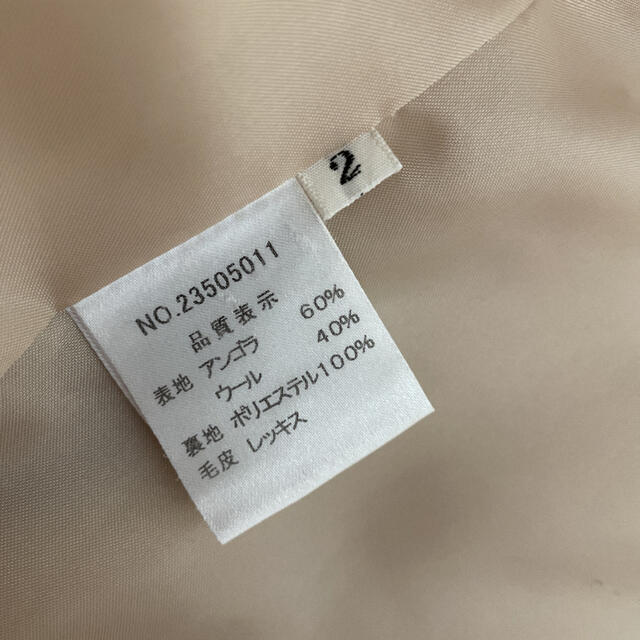 2
NO.23505011
品質表示
表地 アンゴラ 60%
ウール 40%
裏地 ポリエステル100%
毛皮 レッキス